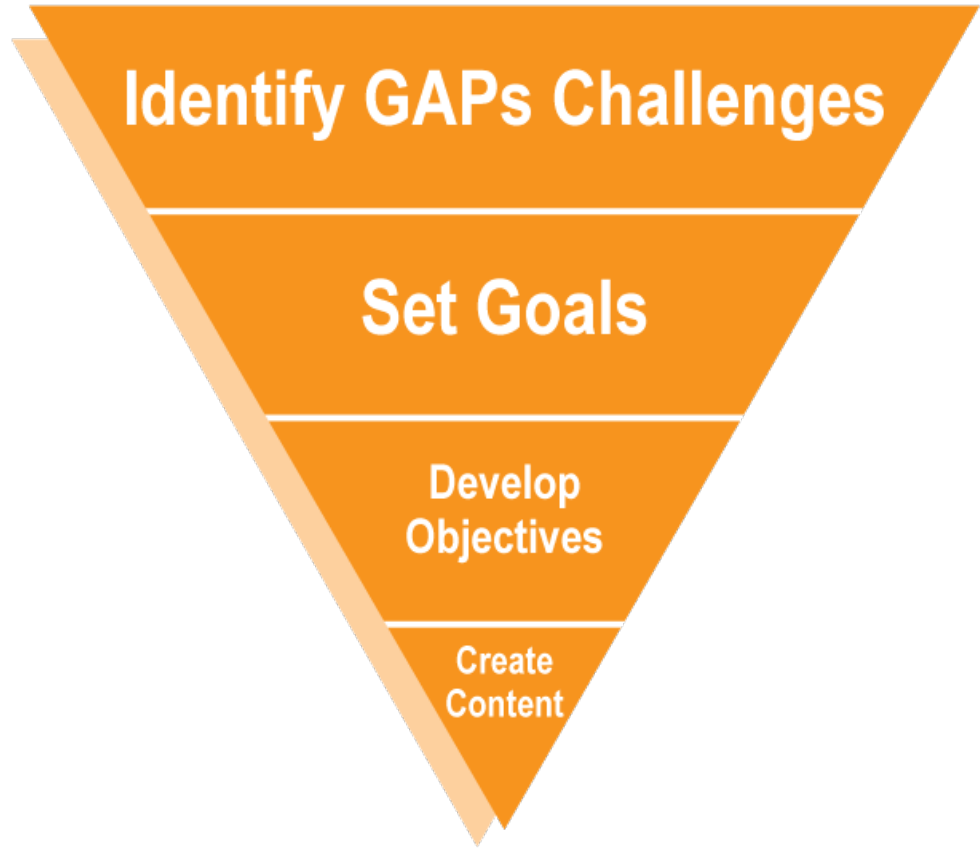 Identify GAPs Challenges
Set Goals
Develop
Objectives
Create
Content